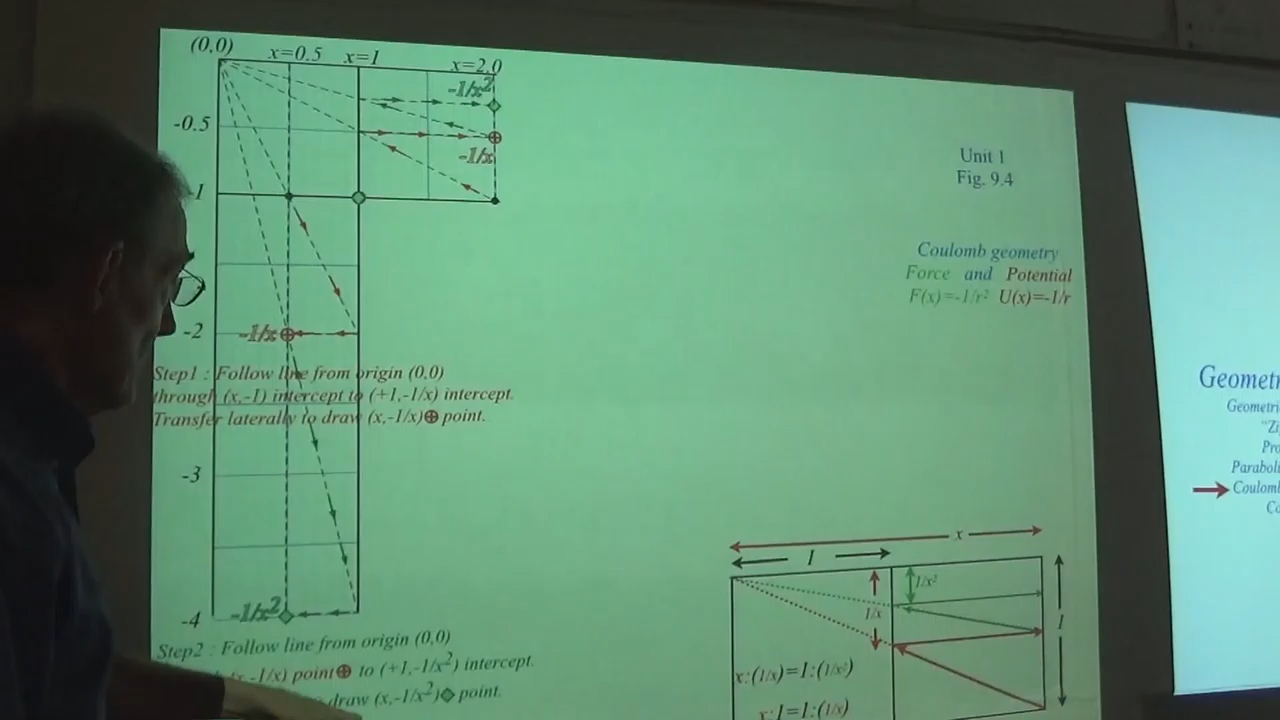 (0,0) x=0.5 x=1 x=2.0
-1/x²
-0.5
-1/x
-1
-2
-1/x
Step1 : Follow line from origin (0,0)
through (x,-1) intercept to (+1,-1/x) intercept.
Transfer laterally to draw (x,-1/x)⊕ point.
-3
-4
-1/x²
Step2 : Follow line from origin (0,0)
(x,-1/x) point⊕ to (+1,-1/x²) intercept.
draw (x,-1/x²) point.
Unit 1
Fig. 9.4
Coulomb geometry
Force and Potential
F(x)=-1/r² U(x)=-1/r
x
1
1/x²
1/x
1
x:(1/x)=1:(1/x²)
x:1=1:(1/x)